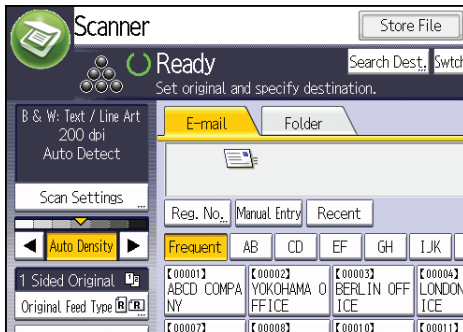 Scanner
Store File
Ready
Search Dest.
Set original and specify destination.
B & W: Text / Line Art
200 dpi
Auto Detect
Scan Settings
Auto Density
1 Sided Original
Original Feed Type
E-mail
Folder
Reg. No.
Manual Entry
Recent
Frequent
AB
CD
EF
GH
IJK
[00001]
ABCD COMPA
NY
[00002]
YOKOHAMA O
FFICE
[00003]
BERLIN OFF
ICE
[00004]
LONDON
ICE
[00007]
[00008]
[00010]
[00011]